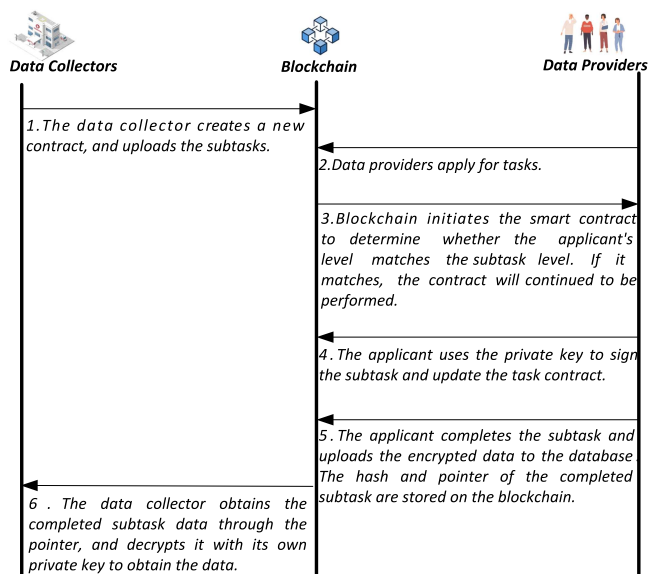 Data Collectors
Blockchain
Data Providers
1.The data collector creates a new
contract, and uploads the subtasks.
2.Data providers apply for tasks.
3.Blockchain initiates the smart contract
to determine whether the applicant's
level matches the subtask level. If it
matches, the contract will continued to be
performed.
4. The applicant uses the private key to sign
the subtask and update the task contract.
5. The applicant completes the subtask and
uploads the encrypted data to the database.
The hash and pointer of the completed
subtask are stored on the blockchain.
6 . The data collector obtains the
completed subtask data through the
pointer, and decrypts it with its own
private key to obtain the data.